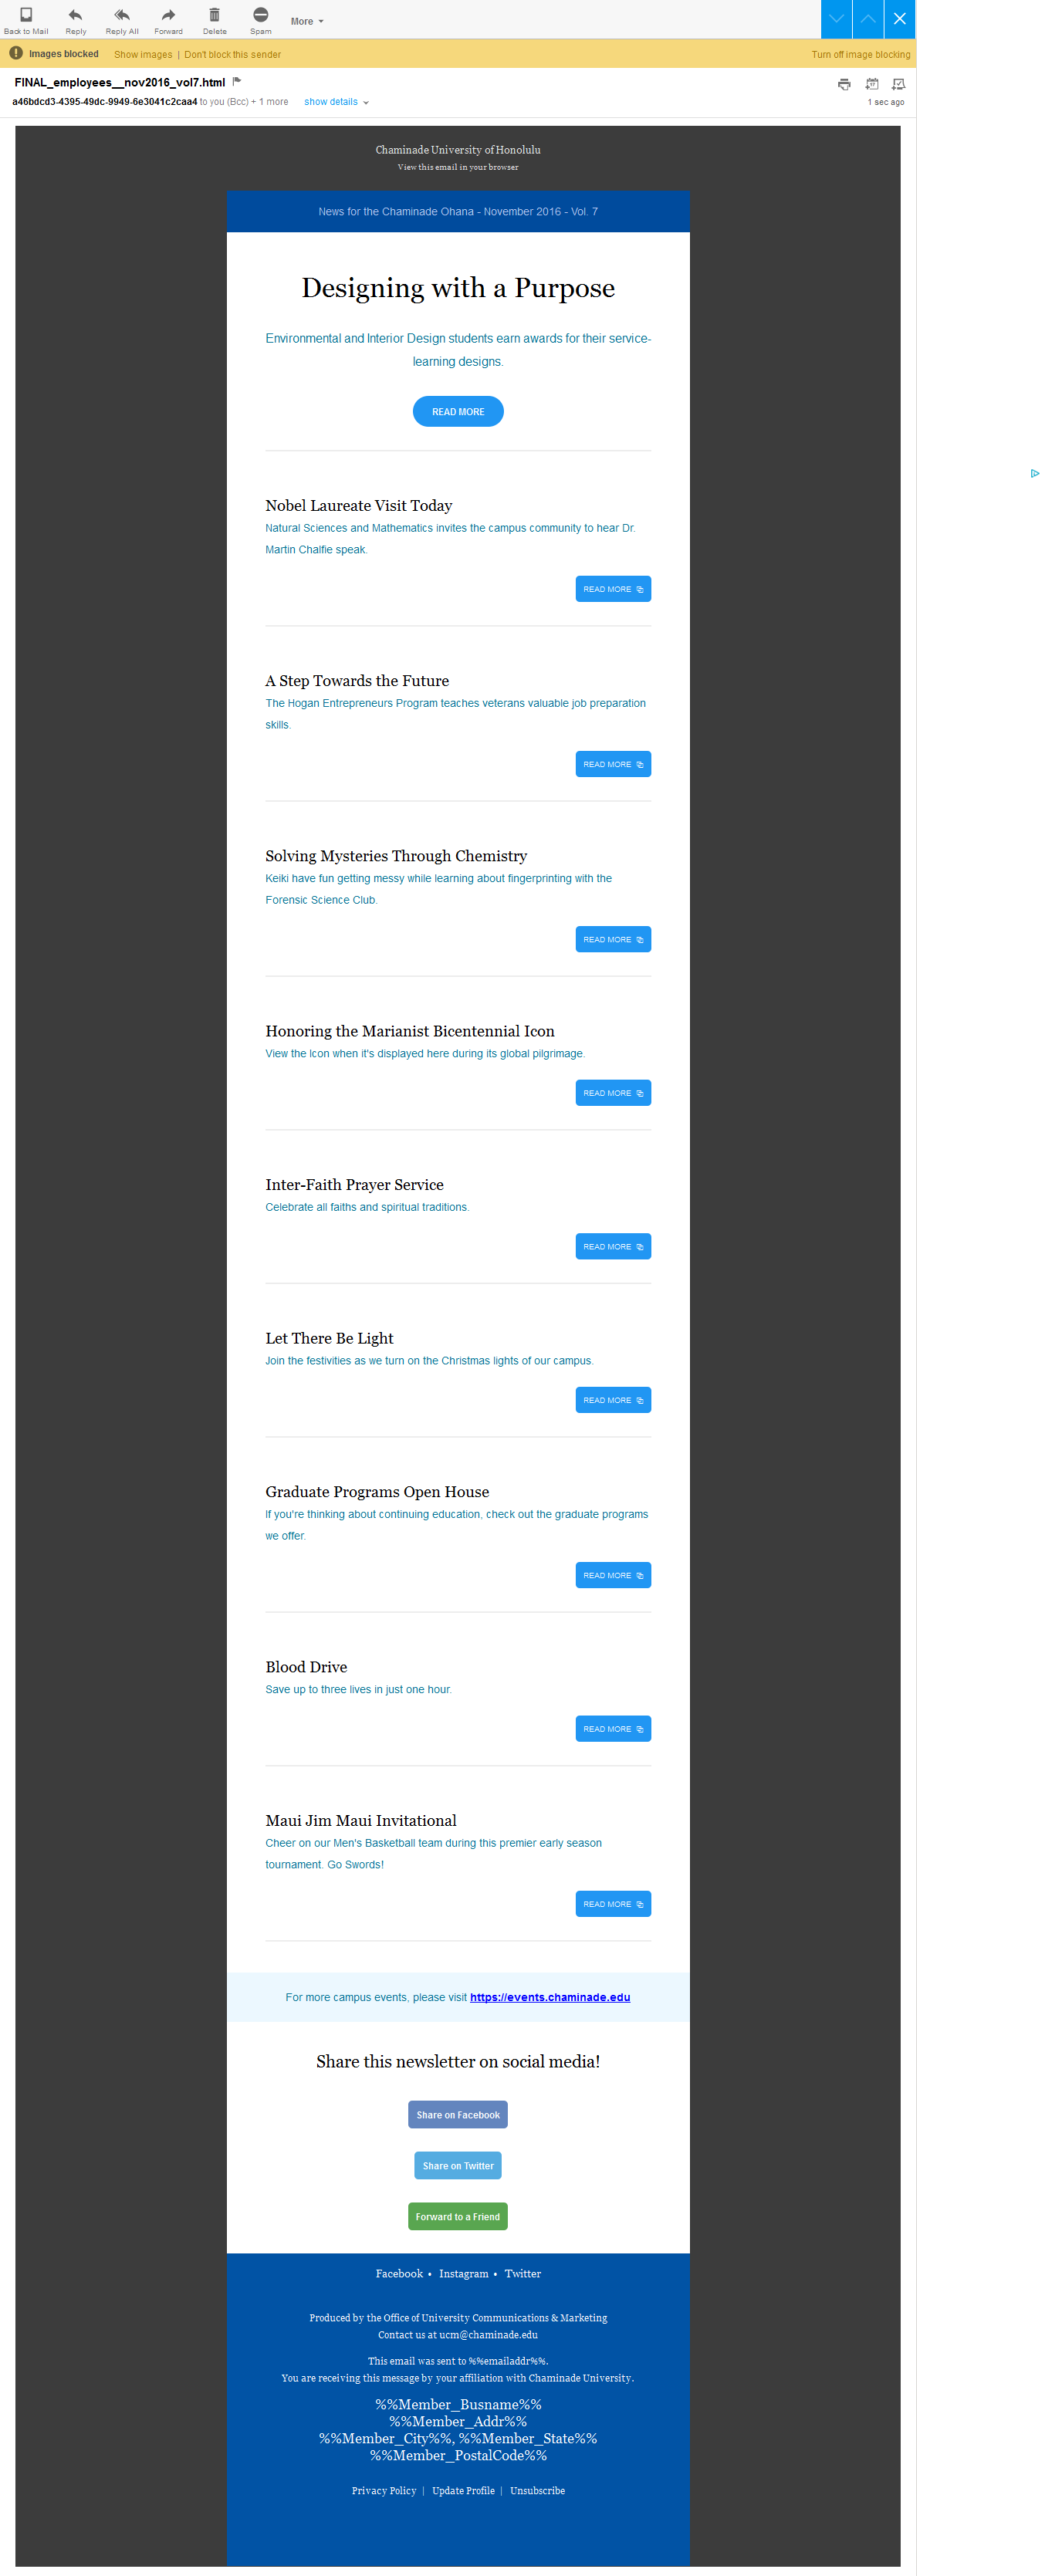 Back to Mail Reply Reply All Forward Delete Spam More
Images blocked Show images | Don't block this sender Turn off image blocking
FINAL_employees__nov2016_vol7.html
a46bdcd3-4395-49dc-9949-6e3041c2caa4 to you (Bcc) + 1 more show details 1 sec ago
Chaminade University of Honolulu
View this email in your browser
News for the Chaminade Ohana - November 2016 - Vol. 7
Designing with a Purpose
Environmental and Interior Design students earn awards for their service-
learning designs.
READ MORE
Nobel Laureate Visit Today
Natural Sciences and Mathematics invites the campus community to hear Dr.
Martin Chalfie speak.
READ MORE
A Step Towards the Future
The Hogan Entrepreneurs Program teaches veterans valuable job preparation
skills.
READ MORE
Solving Mysteries Through Chemistry
Keiki have fun getting messy while learning about fingerprinting with the
Forensic Science Club.
READ MORE
Honoring the Marianist Bicentennial Icon
View the Icon when it's displayed here during its global pilgrimage.
READ MORE
Inter-Faith Prayer Service
Celebrate all faiths and spiritual traditions.
READ MORE
Let There Be Light
Join the festivities as we turn on the Christmas lights of our campus.
READ MORE
Graduate Programs Open House
If you're thinking about continuing education, check out the graduate programs
we offer.
READ MORE
Blood Drive
Save up to three lives in just one hour.
READ MORE
Maui Jim Maui Invitational
Cheer on our Men's Basketball team during this premier early season
tournament. Go Swords!
READ MORE
For more campus events, please visit https://events.chaminade.edu
Share this newsletter on social media!
Share on Facebook
Share on Twitter
Forward to a Friend
Facebook • Instagram • Twitter
Produced by the Office of University Communications & Marketing
Contact us at ucm@chaminade.edu
This email was sent to %%emailaddr%%.
You are receiving this message by your affiliation with Chaminade University.
%%Member_Busname%%
%%Member_Addr%%
%%Member_City%%, %%Member_State%%
%%Member_PostalCode%%
Privacy Policy | Update Profile | Unsubscribe